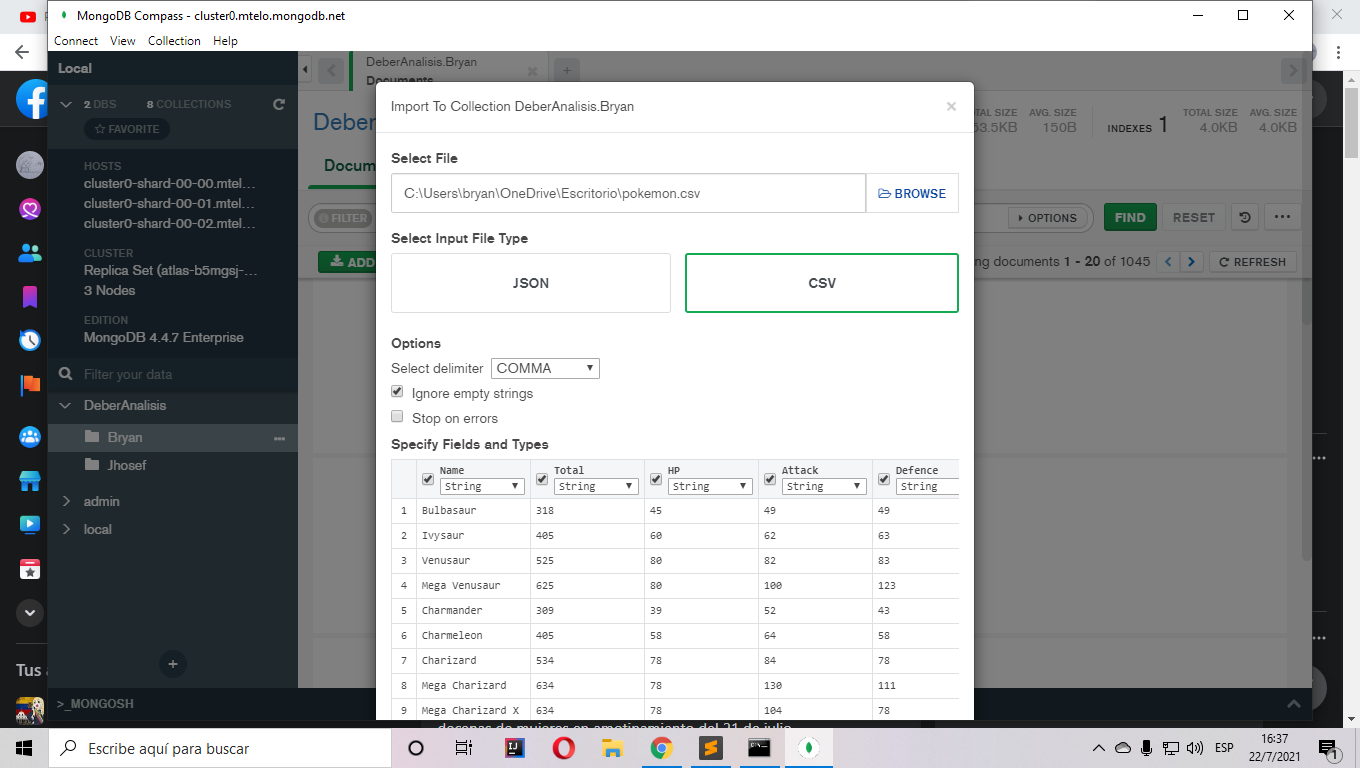 MongoDB Compass - cluster0.mtelo.mongodb.net
Connect View Collection Help
Local
2 DBS 8 COLLECTIONS
FAVORITE
HOSTS
cluster0-shard-00-00.mtel...
cluster0-shard-00-01.mtel...
cluster0-shard-00-02.mtel...
CLUSTER
Replica Set (atlas-b5mgsj-...
3 Nodes
EDITION
MongoDB 4.4.7 Enterprise
Filter your data
DeberAnalisis
Bryan
Jhosef
admin
local
>_MONGOSH
DeberAnalisis.Bryan
Documents
Deber
TAL SIZE AVG. SIZE
53.5KB 150B
INDEXES 1
TOTAL SIZE AVG. SIZE
4.0KB 4.0KB
Docum
FILTER
OPTIONS FIND RESET
ADD
ng documents 1 - 20 of 1045
REFRESH
Import To Collection DeberAnalisis.Bryan
Select File
C:\Users\bryan\OneDrive\Escritorio\pokemon.csv BROWSE
Select Input File Type
JSON CSV
Options
Select delimiter COMMA
Ignore empty strings
Stop on errors
Specify Fields and Types
Name Total HP Attack Defence
String String String String String
1 Bulbasaur 318 45 49 49
2 Ivysaur 405 60 62 63
3 Venusaur 525 80 82 83
4 Mega Venusaur 625 80 100 123
5 Charmander 309 39 52 43
6 Charmeleon 405 58 64 58
7 Charizard 534 78 84 78
8 Mega Charizard 634 78 130 111
9 Mega Charizard X 634 78 104 78
Tus a
decenas de mujeres en amotinamiento del 21 de julio
Escribe aquí para buscar
ESP
16:37
22/7/2021
1